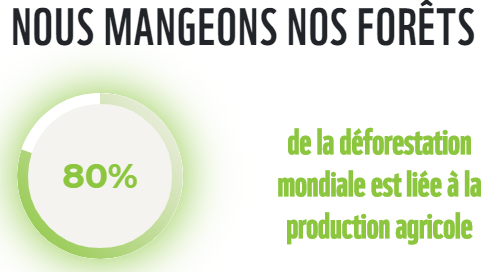 NOUS MANGEONS NOS FORÊTS
80%
de la déforestation
mondiale est liée à la
production agricole